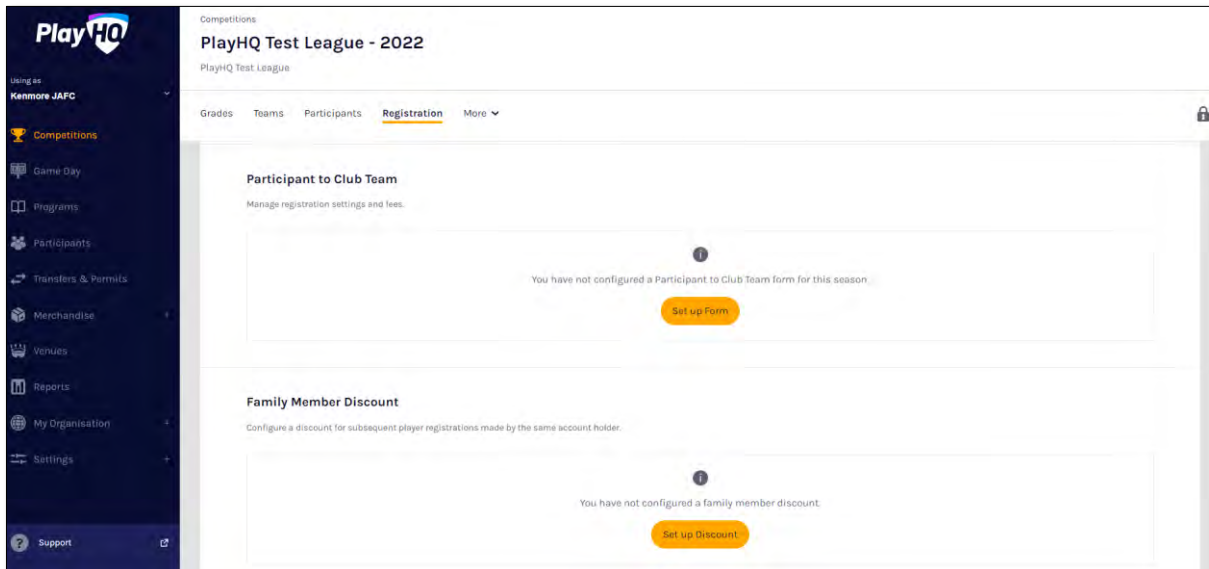 PlayHQ
Using as
Kenmore JAFC
Competitions
Game Day
Programs
Participants
Transfers & Permits
Merchandise +
Venues
Reports
My Organisation +
Settings +
Support
Competitions
PlayHQ Test League - 2022
PlayHQ Test League
Grades Teams Participants Registration More
Participant to Club Team
Manage registration settings and fees.
You have not configured a Participant to Club Team form for this season
Set up Form
Family Member Discount
Configure a discount for subsequent player registrations made by the same account holder.
You have not configured a family member discount
Set up Discount